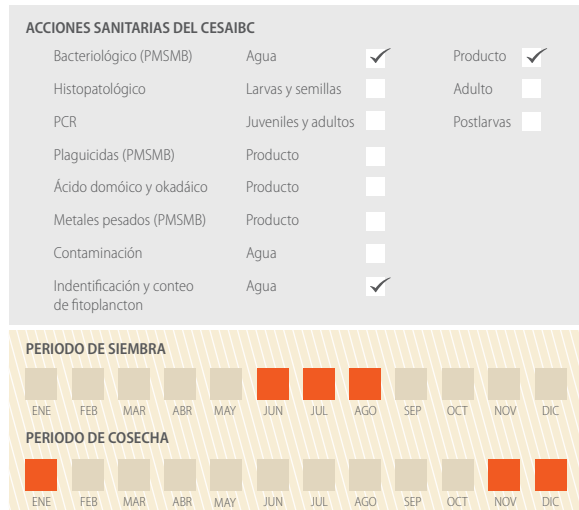 ACCIONES SANITARIAS DEL CESAIBC
Bacteriológico (PMSMB) Agua Producto
Histopatológico Larvas y semillas Adulto
PCR Juveniles y adultos Postlarvas
Plaguicidas (PMSMB) Producto
Ácido domóico y okadáico Producto
Metales pesados (PMSMB) Producto
Contaminación Agua
Indentificación y conteo Agua
de fitoplancton
PERIODO DE SIEMBRA
ENE FEB MAR ABR MAY JUN JUL AGO SEP OCT NOV DIC
PERIODO DE COSECHA
ENE FEB MAR ABR MAY JUN JUL AGO SEP OCT NOV DIC